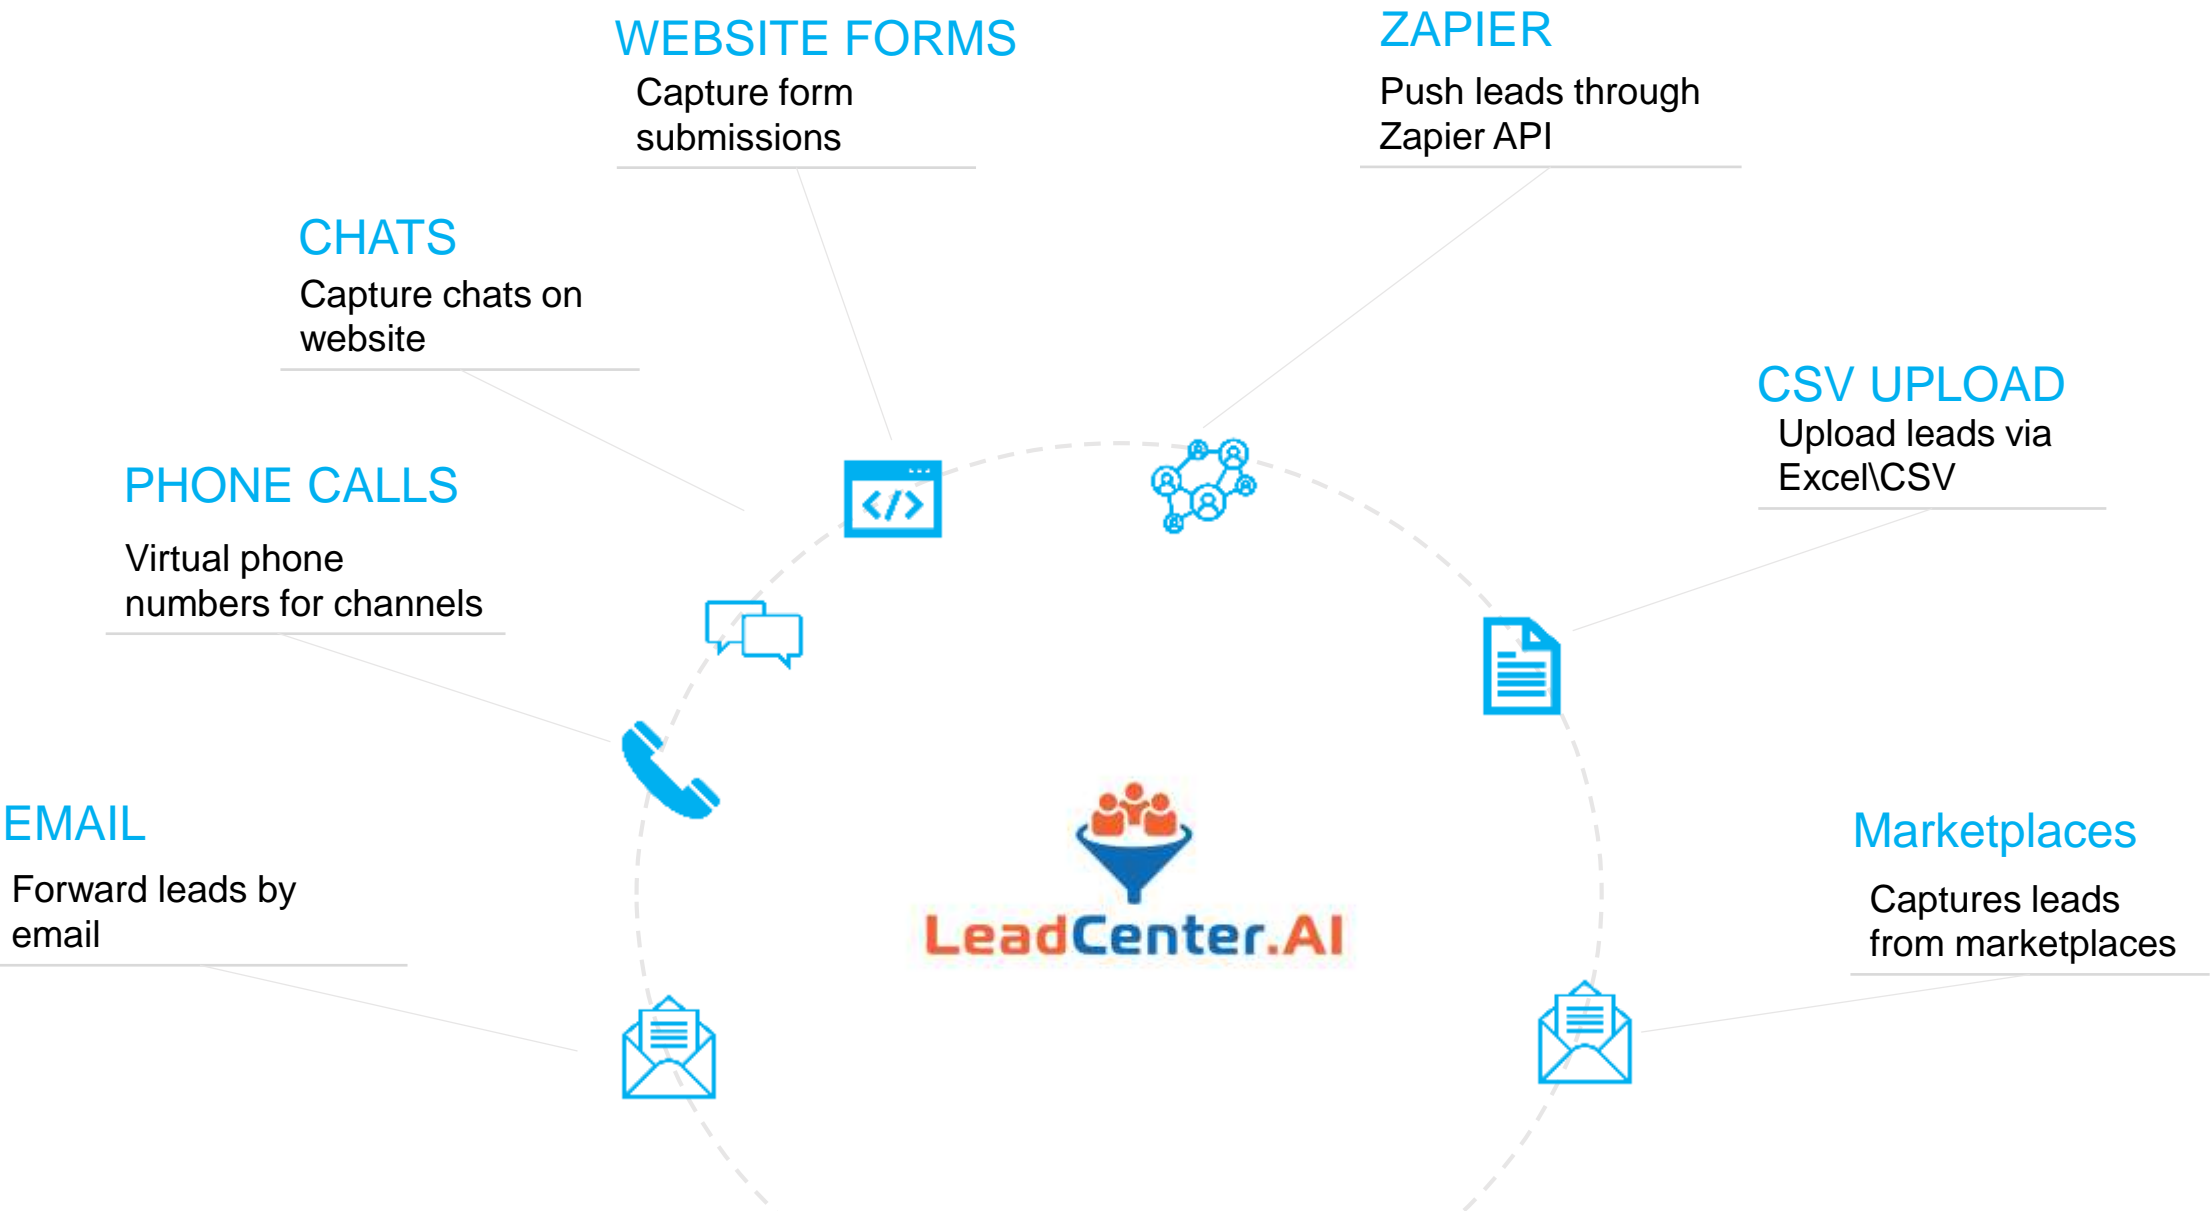 WEBSITE FORMS
Capture form
submissions
ZAPIER
Push leads through
Zapier API
CHATS
Capture chats on
website
CSV UPLOAD
Upload leads via
Excel\CSV
PHONE CALLS
Virtual phone
numbers for channels
EMAIL
Forward leads by
email
Marketplaces
Captures leads
from marketplaces
</>
LeadCenter.AI